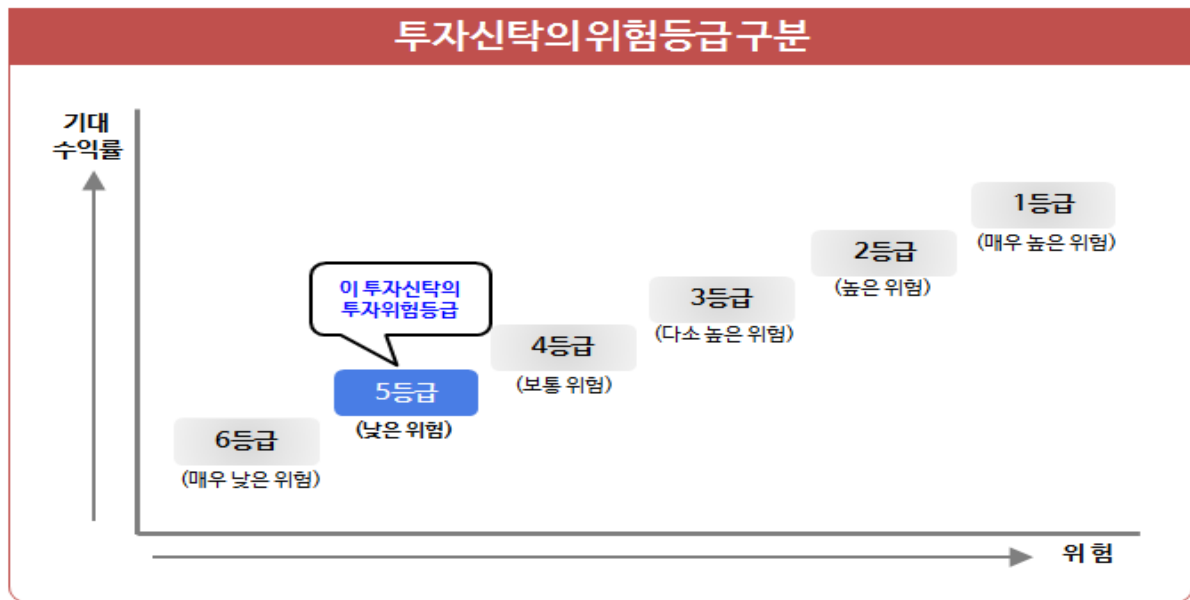 투자신탁의 위험등급 구분
기대
수익률
1등급
(매우 높은 위험)
2등급
(높은 위험)
3등급
(다소 높은 위험)
이 투자신탁의
투자위험등급
4등급
(보통 위험)
5등급
(낮은 위험)
6등급
(매우 낮은 위험)
위 험